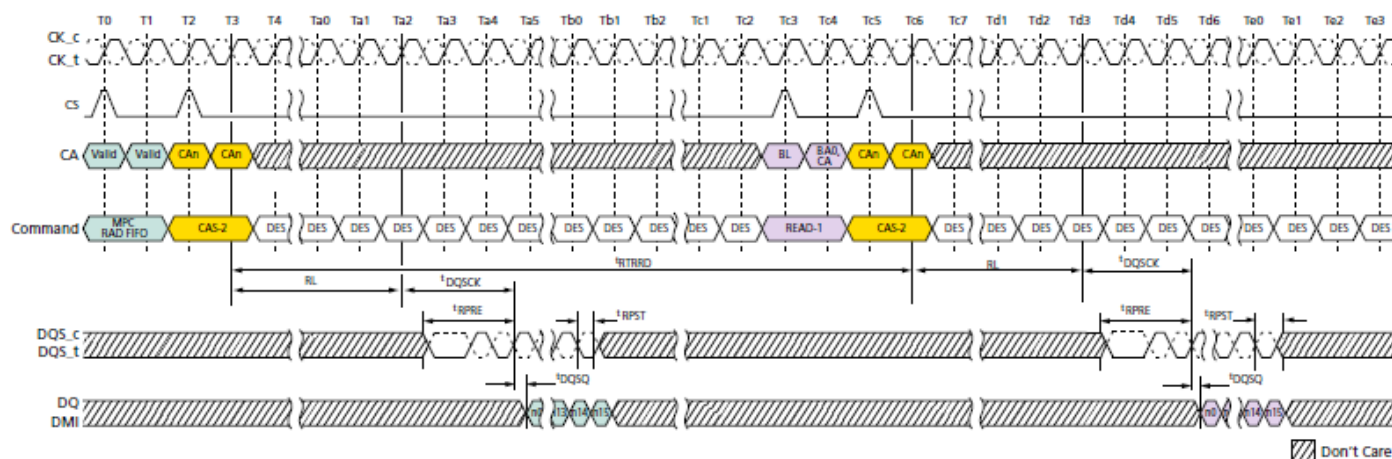 T0 T1 T2 T3 T4 Ta0 Ta1 Ta2 Ta3 Ta4 Ta5 Tb0 Tb1 Tb2 Tc1 Tc2 Tc3 Tc4 Tc5 Tc6 Tc7 Td1 Td2 Td3 Td4 Td5 Td6 Te0 Te1 Te2 Te3
CK_c
CK_t
CS
CA Valid Valid CAn CAn BL BA0, CA CAn CAn
Command MPC RAD FIFO CAS-2 DES DES DES DES DES DES DES DES DES DES DES DES READ-1 CAS-2 DES DES DES DES DES DES DES DES DES DES DES
tRTRRD
RL tDQSCK RL tDQSCK
tRPRE tRPST tRPRE tRPST
DQS_c
DQS_t
tDQSQ tDQSQ
DQ
DMI
n0 n13 n14 n15 n0 n14 n15
Don't Care